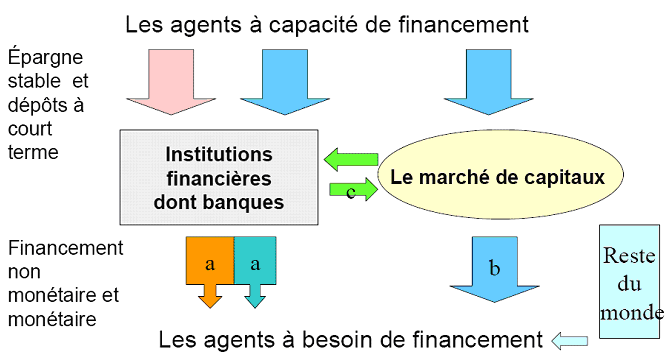 Les agents à capacité de financement
Épargne
stable et
dépôts à
court
terme
Institutions
financières
dont banques
c
Le marché de capitaux
Financement
non
monétaire et
monétaire
a
a
b
Reste
du
monde
Les agents à besoin de financement